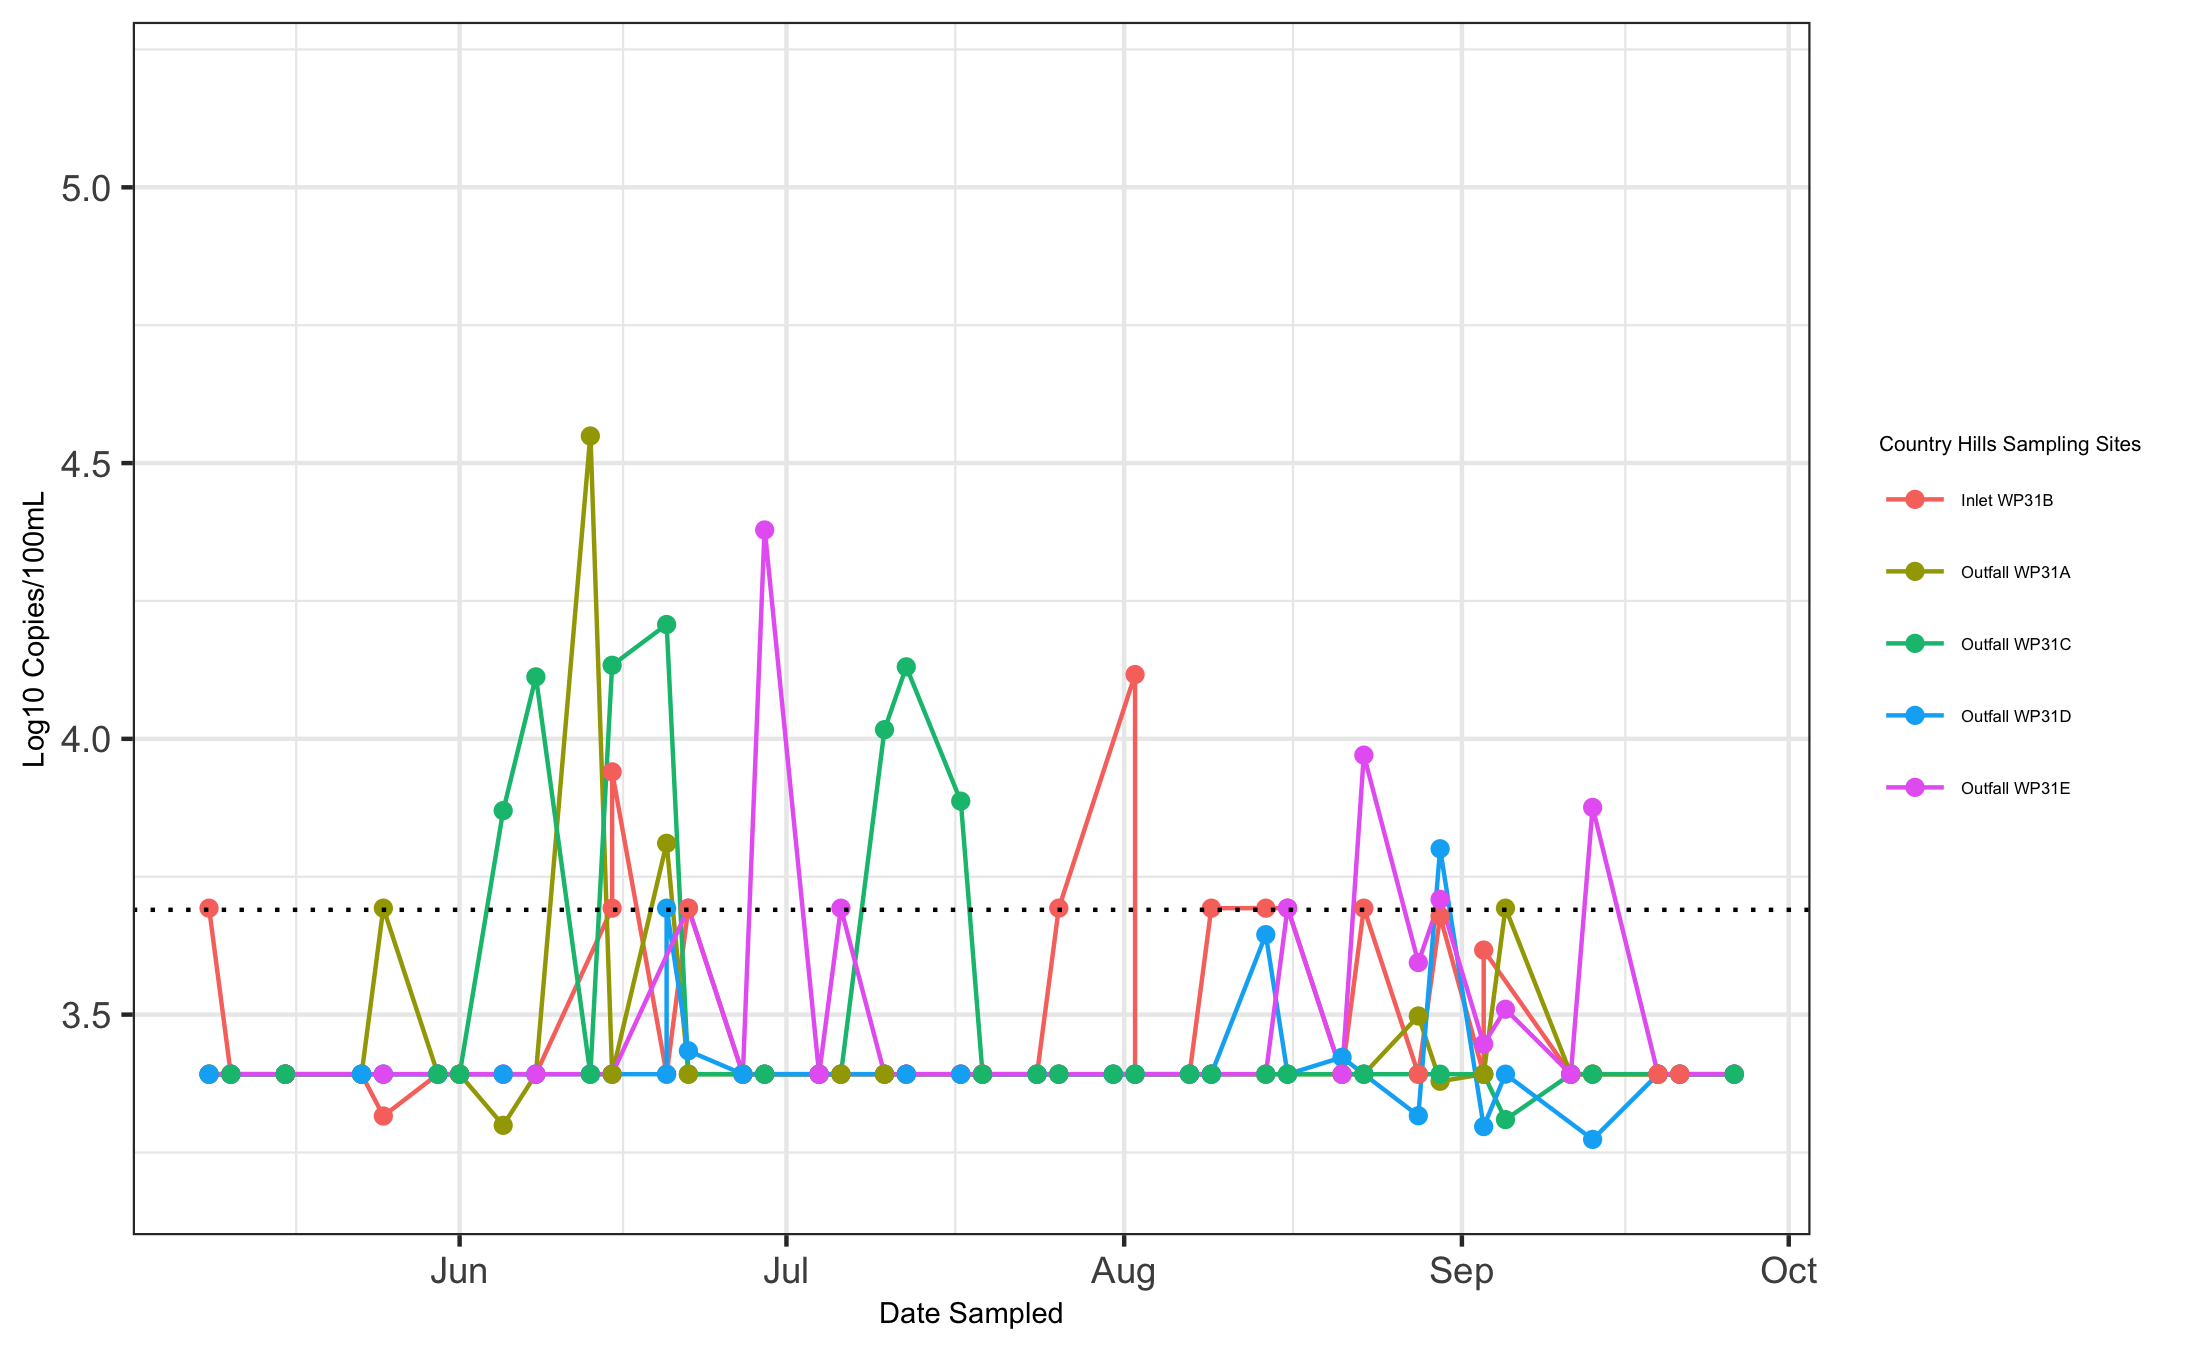 5.0
4.5
4.0
3.5
Log10 Copies/100mL
Jun
Jul
Aug
Sep
Oct
Date Sampled
Country Hills Sampling Sites
Inlet WP31B
Outfall WP31A
Outfall WP31C
Outfall WP31D
Outfall WP31E